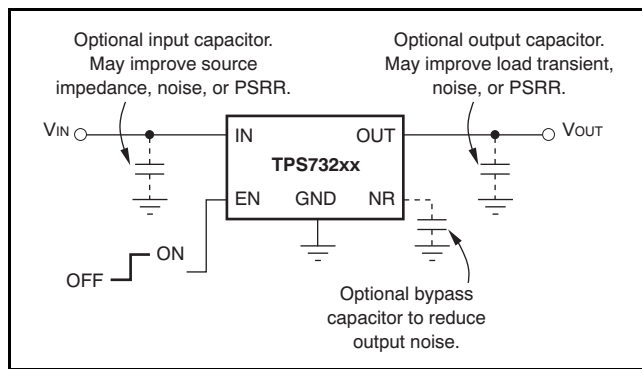 Optional input capacitor.
May improve source
impedance, noise, or PSRR.
Optional output capacitor.
May improve load transient,
noise, or PSRR.
VIN
IN
OUT
VOUT
TPS732xx
EN
GND
NR
ON
OFF
Optional bypass
capacitor to reduce
output noise.